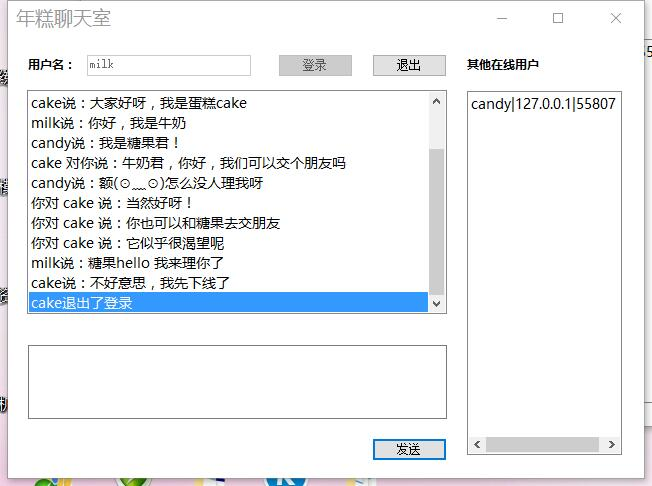 年糕聊天室
用户名：
milk
登录
退出
其他在线用户
cake说：大家好呀，我是蛋糕cake
milk说：你好，我是牛奶
candy说：我是糖果君！
cake 对你说：牛奶君，你好，我们可以交个朋友吗
candy说：额(⊙﹏⊙)怎么没人理我呀
你对 cake 说：当然好呀！
你对 cake 说：你也可以和糖果去交朋友
你对 cake 说：它似乎很渴望呢
milk说：糖果hello 我来理你了
cake说：不好意思，我先下线了
cake退出了登录
candy|127.0.0.1|55807
发送